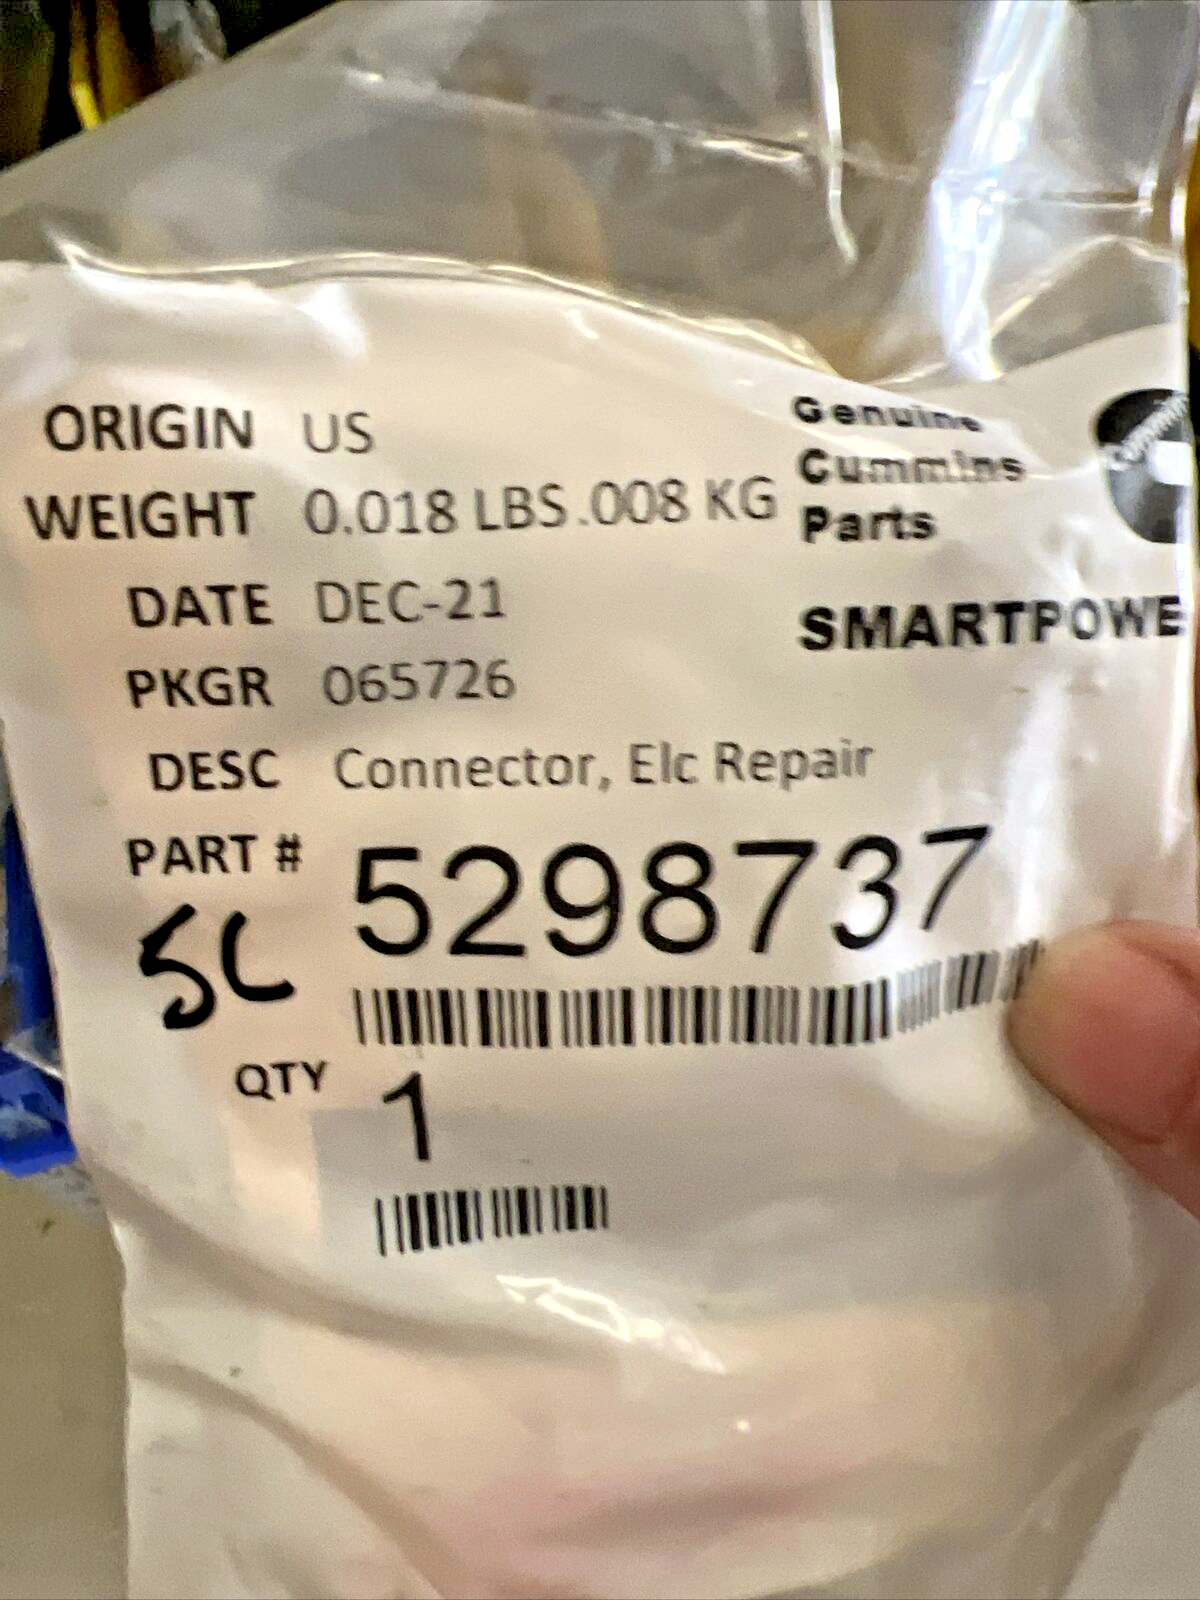 ORIGIN US
WEIGHT 0.018 LBS .008 KG
DATE DEC-21
PKGR 065726
DESC Connector, Elc Repair
PART # 5298737
5C
QTY 1
Genuine
Cummins
Parts
SMARTPOWE